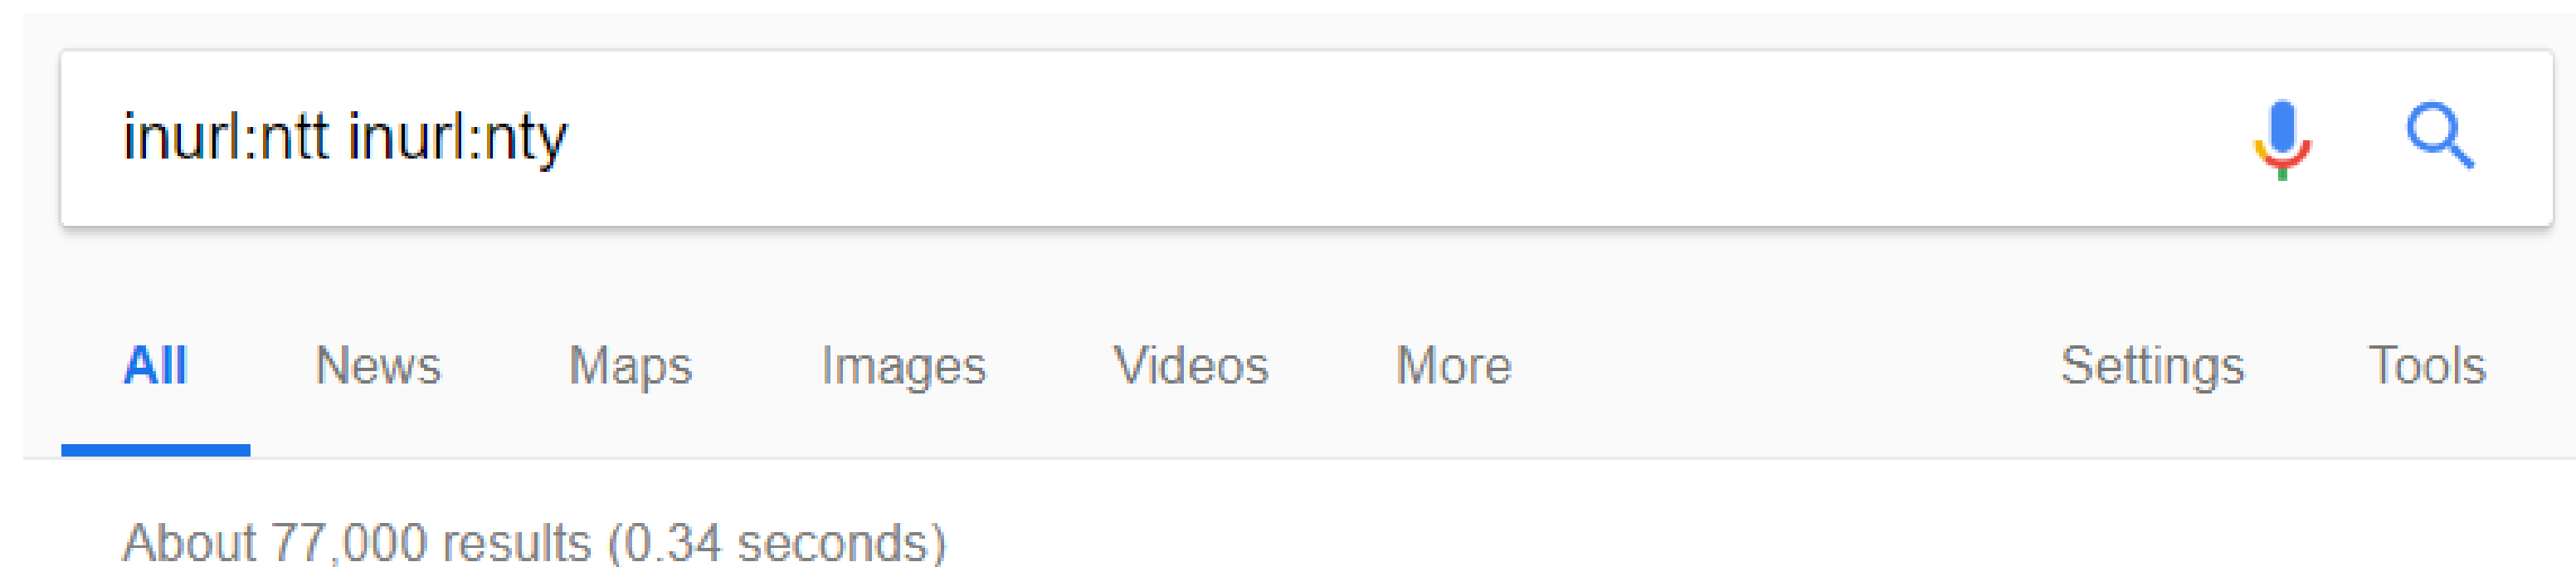 inurl:ntt inurl:nty
All News Maps Images Videos More Settings Tools
About 77,000 results (0.34 seconds)